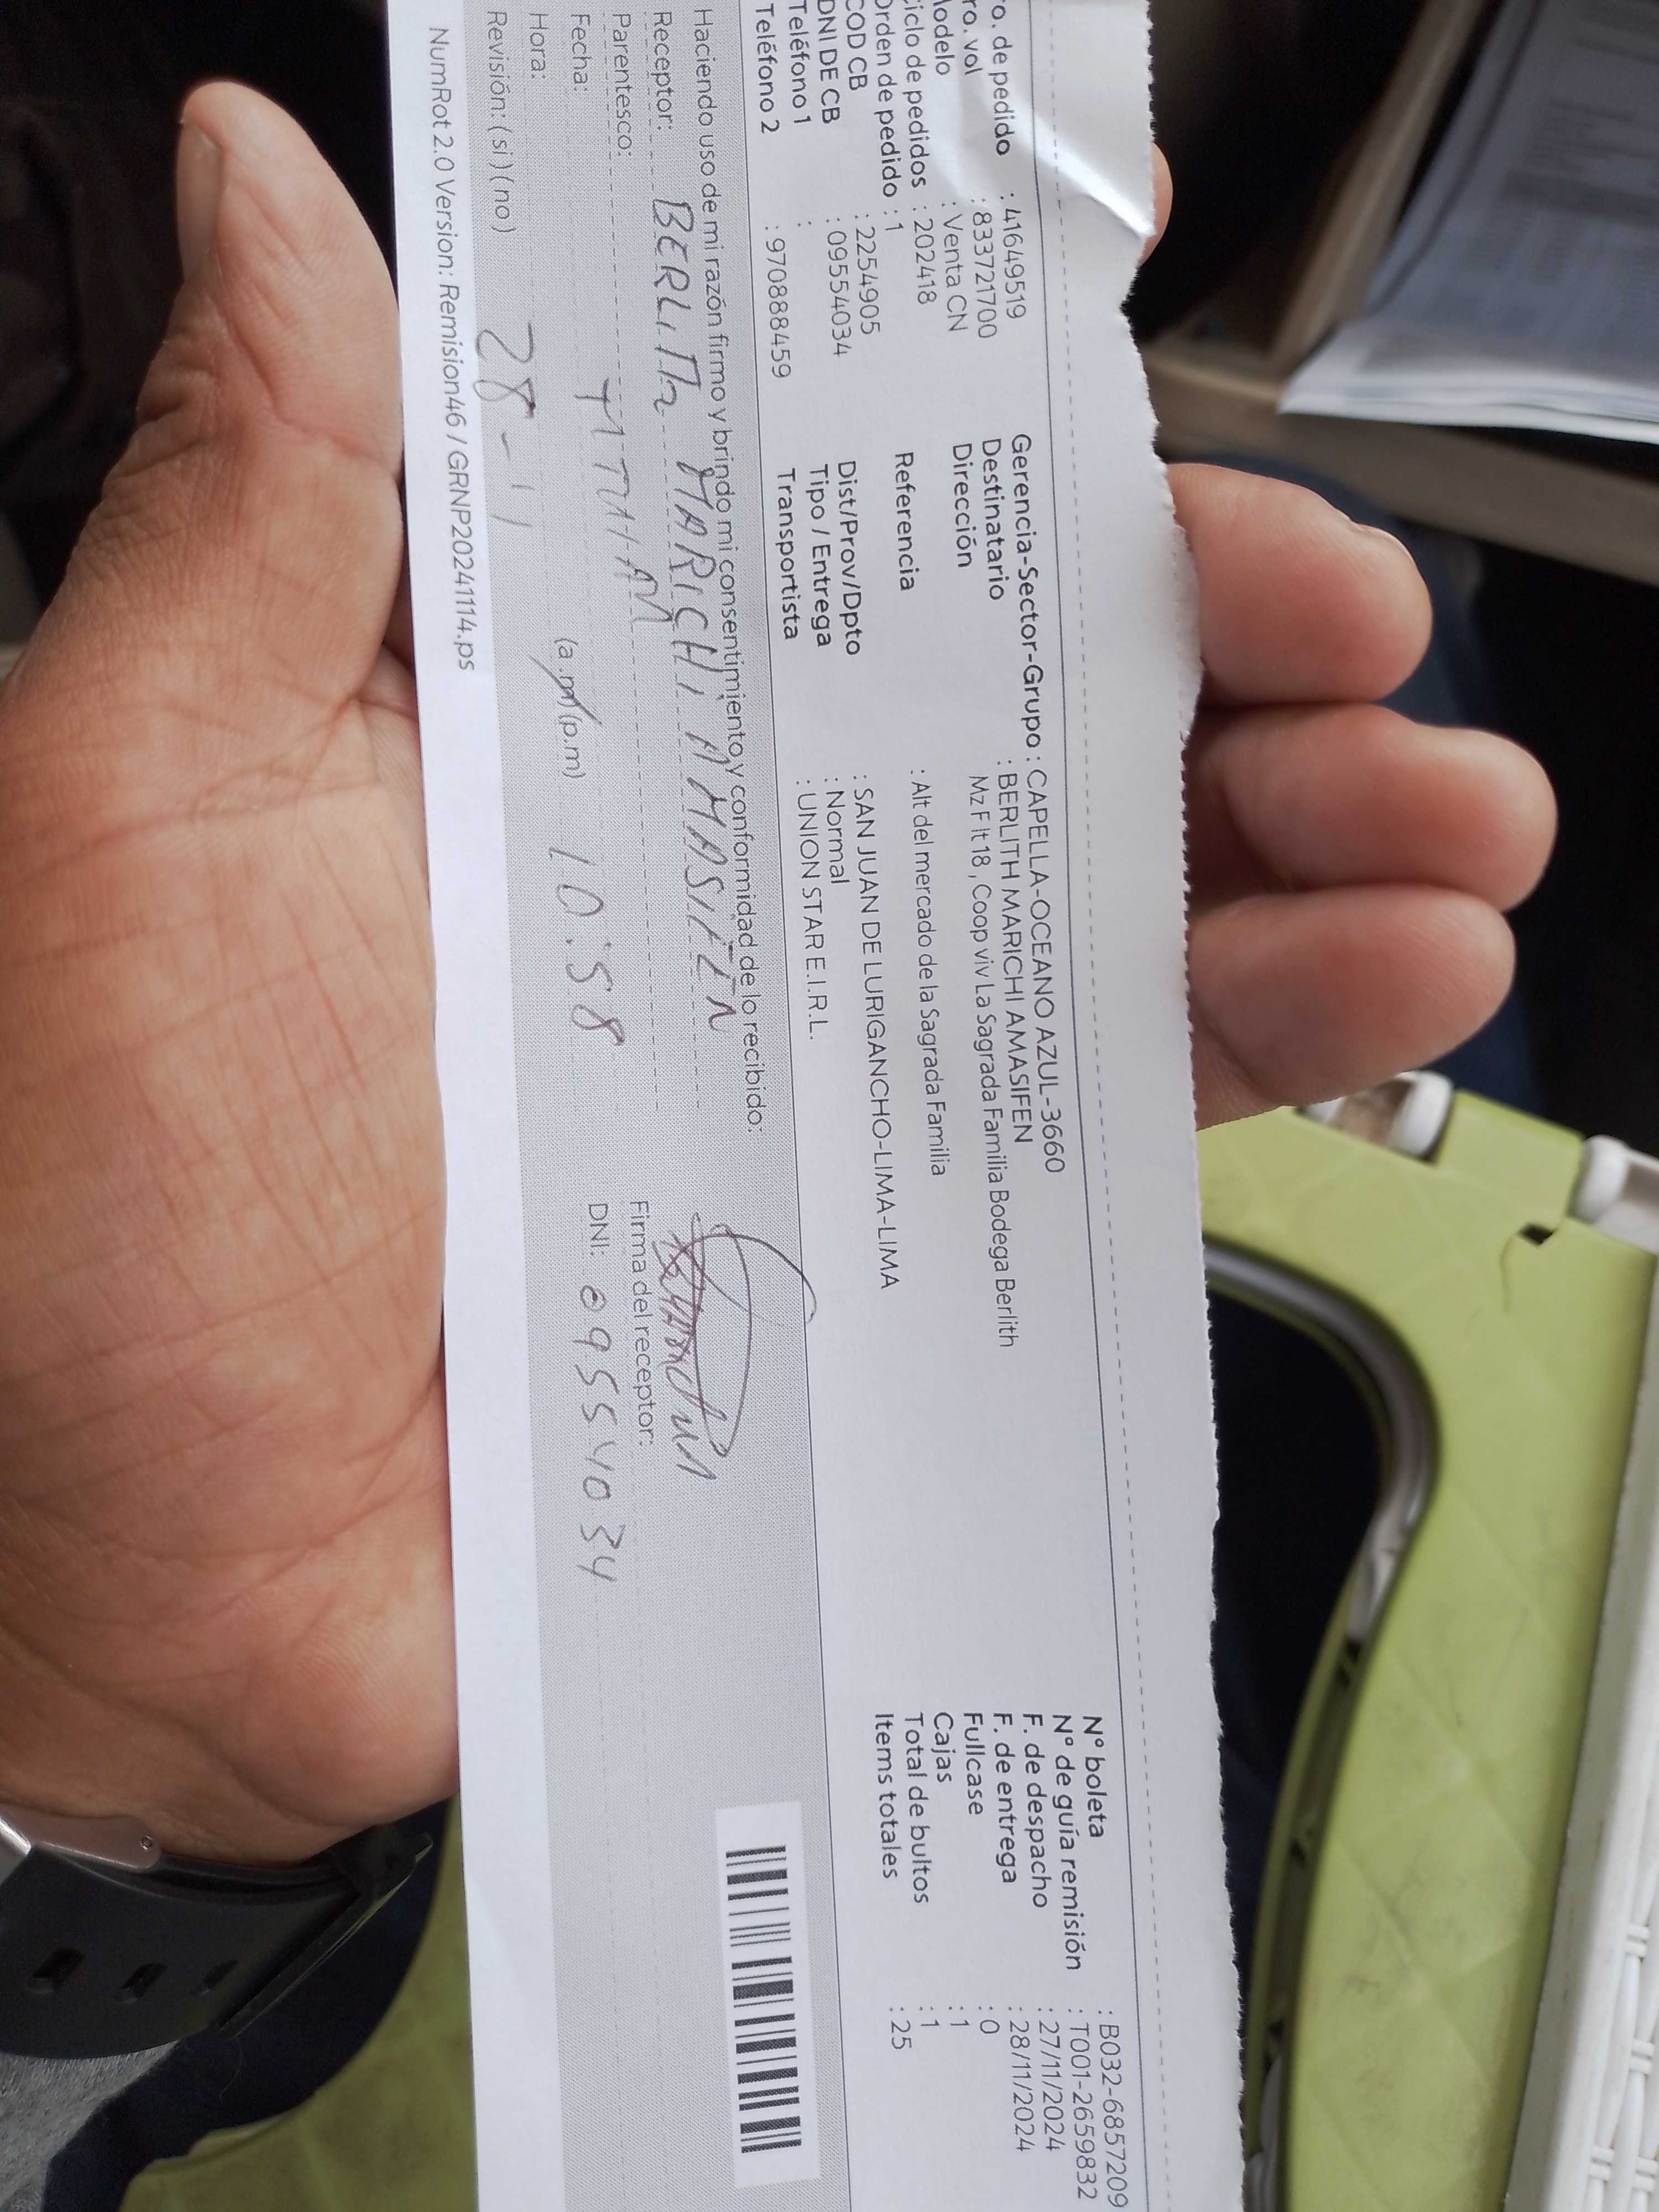 ro. de pedido : 41649519
ro. vol : 833721700
odelo : Venta CN
iclo de pedidos : 202418
Orden de pedido : 1
COD CB : 2254905
DNI DE CB : 09554034
Teléfono 1 :
Teléfono 2 : 970888459
Gerencia-Sector-Grupo : CAPELLA-OCEANO AZUL-3660
Destinatario : BERLITH MARICHI AMASIFEN
Dirección Mz F lt 18 , Coop viv La Sagrada Familia Bodega Berlith
Referencia : Alt del mercado de la Sagrada Familia
Dist/Prov/Dpto : SAN JUAN DE LURIGANCHO-LIMA-LIMA
Tipo / Entrega : Normal
Transportista : UNION STAR E.I.R.L.
N° boleta : B032-6857209
N° de guía remisión : T001-2659832
F. de despacho : 27/11/2024
F. de entrega : 28/11/2024
Fullcase : 0
Cajas : 1
Total de bultos : 1
Items totales : 25
Haciendo uso de mi razón firmo y brindo mi consentimiento y conformidad de lo recibido:
Receptor: BERLITH MARICHI AMASIFEN
Parentesco:
Fecha: 28-11
Hora: (a.m)(p.m) 10:58
Revisión: (si)(no)
Firma del receptor:
DNI: 09554034
NumRot 2.0 Version: Remision46 / GRNP20241114.ps